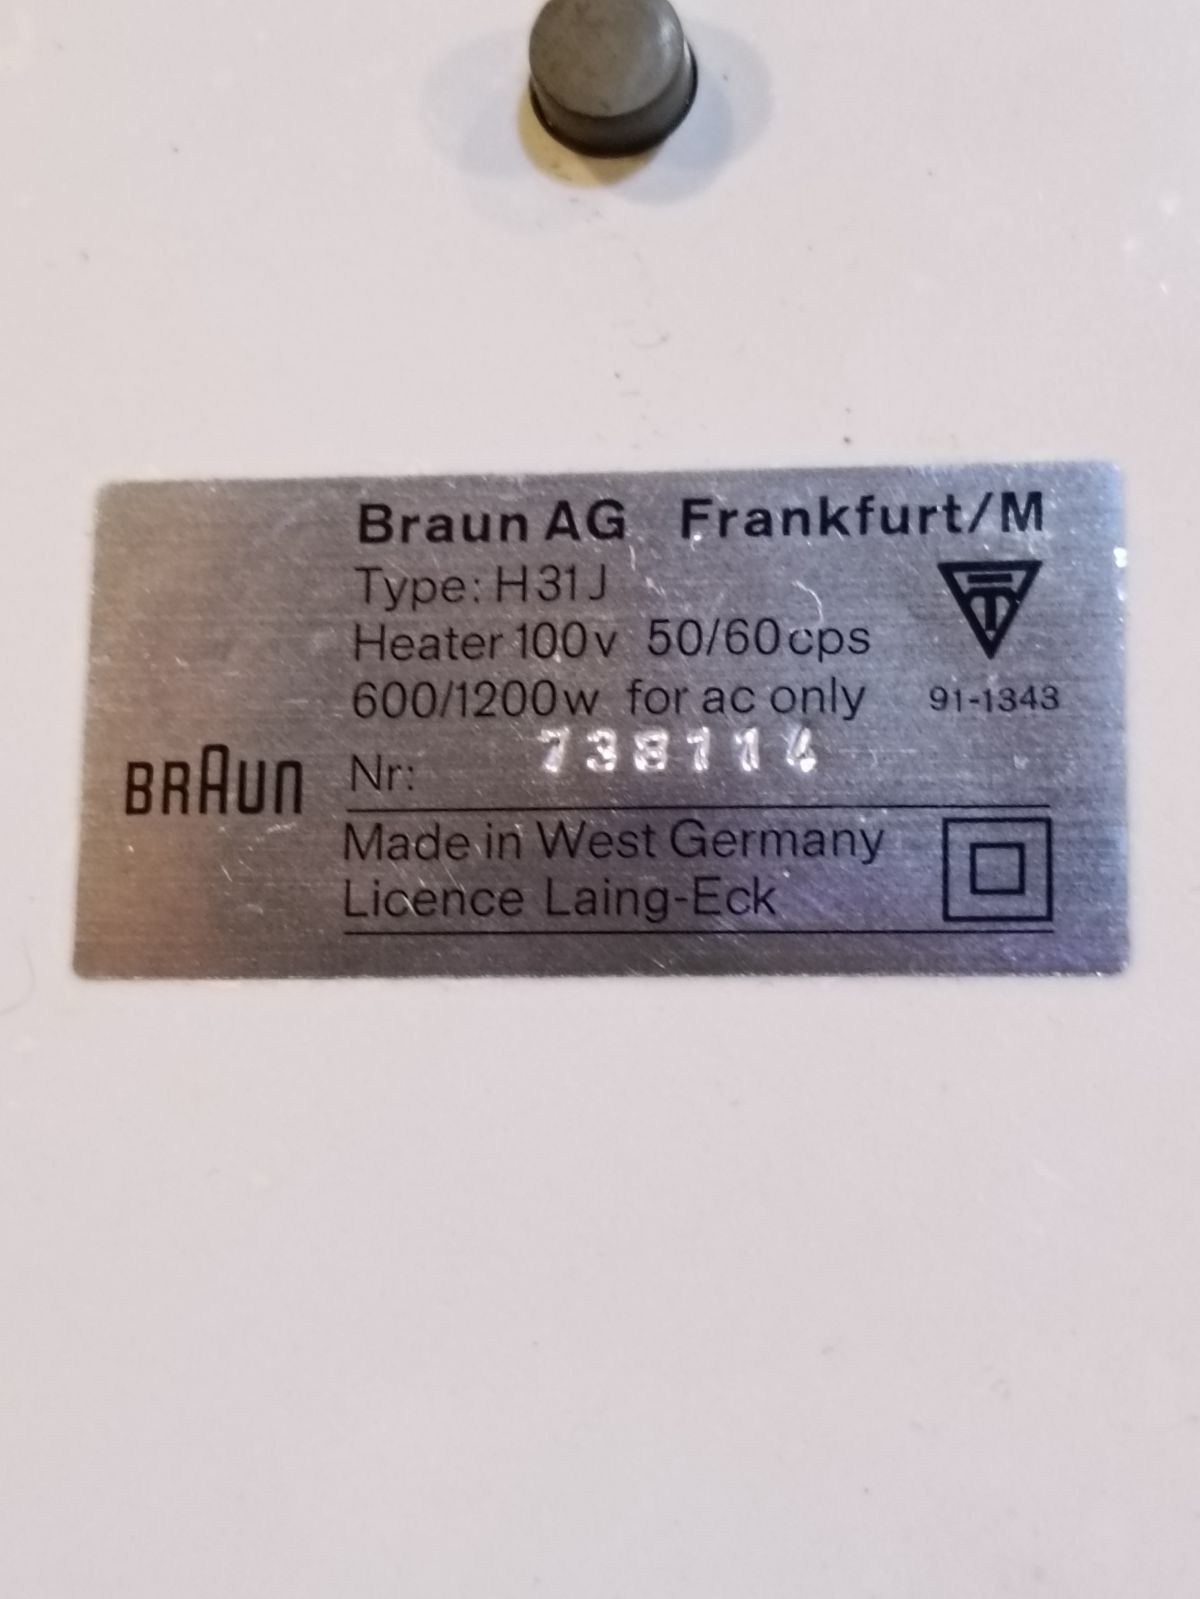 Braun AG Frankfurt/M
Type: H31J
Heater 100v 50/60cps
600/1200w for ac only
91-1343
Nr: 738114
BRAUN
Made in West Germany
Licence Laing-Eck